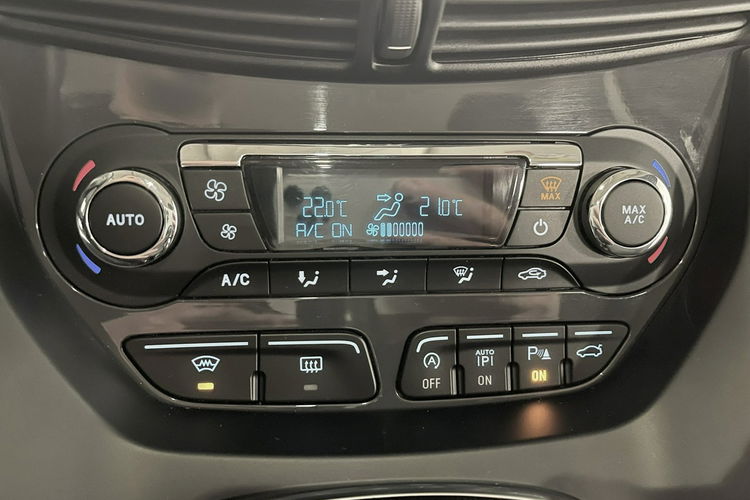 AUTO
22.0°C
21.0°C
A/C ON
MAX
MAX
A/C
A/C
OFF
AUTO
P
ON
P
ON